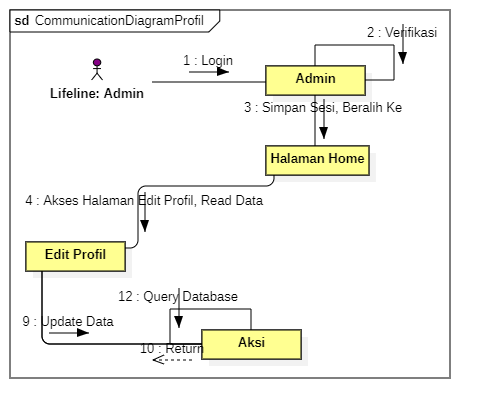 sd CommunicationDiagramProfil
2 : Verifikasi
1 : Login
Admin
Lifeline: Admin
3 : Simpan Sesi, Beralih Ke
Halaman Home
4 : Akses Halaman Edit Profil, Read Data
Edit Profil
12 : Query Database
9 : Update Data
Aksi
10 : Return